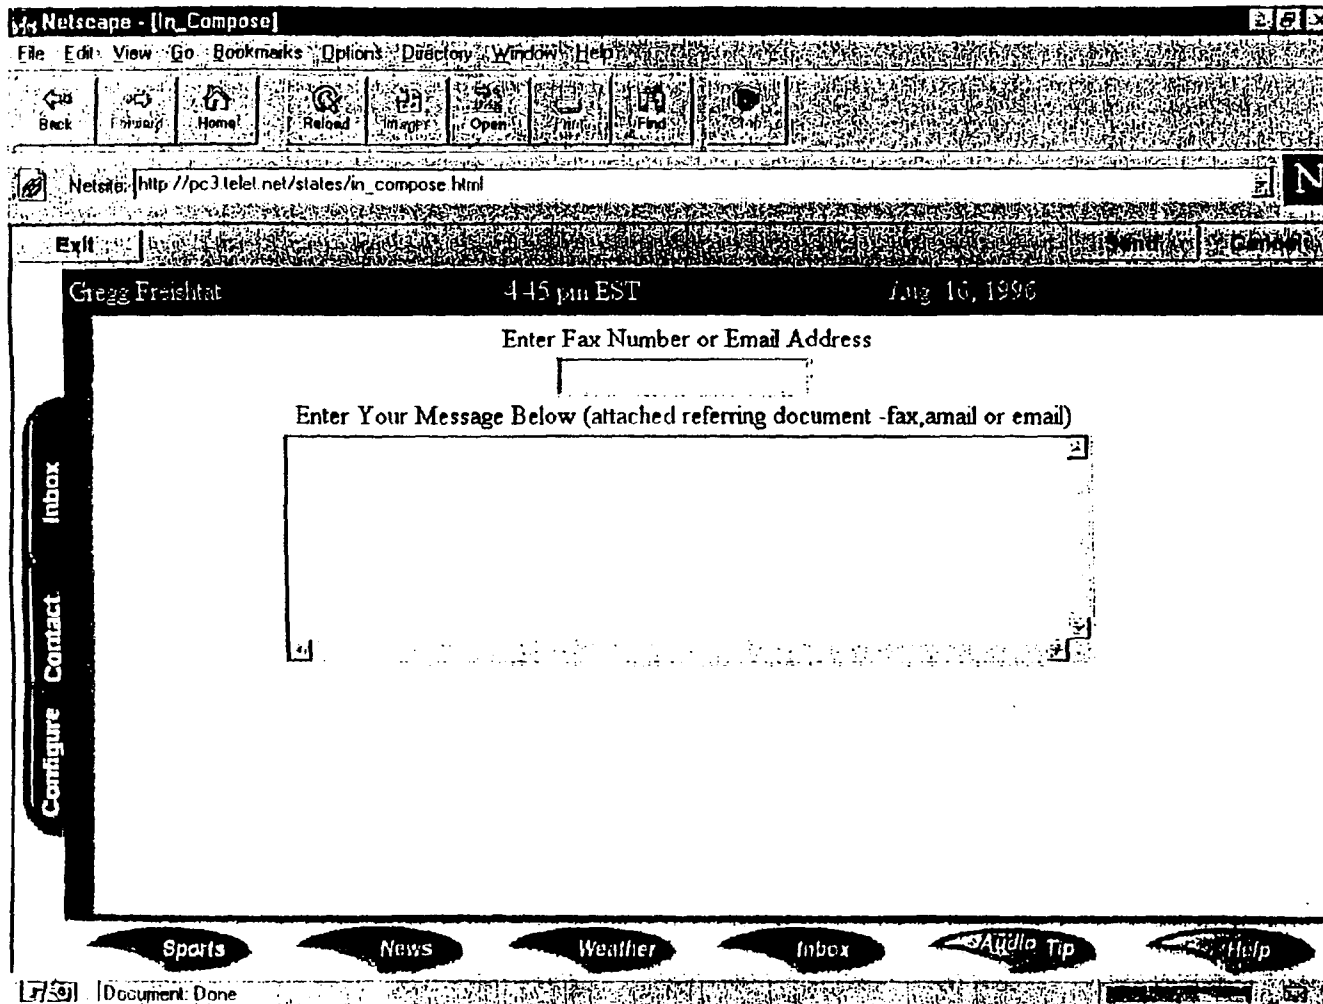 Netscape - [In_Compose]
File Edit View Go Bookmarks Options Directory Window Help
Back Forward Home Reload Images Open Print Find Stop
Netsite: http://pc3.telet.net/states/in_compose.html
Exit Send Cancel
Gregg Freishtat 4 45 pm EST Aug 16, 1996
Enter Fax Number or Email Address
Enter Your Message Below (attached referring document -fax,amail or email)
Inbox
Contact
Configure
Sports News Weather Inbox Audio Tip Help
Document: Done